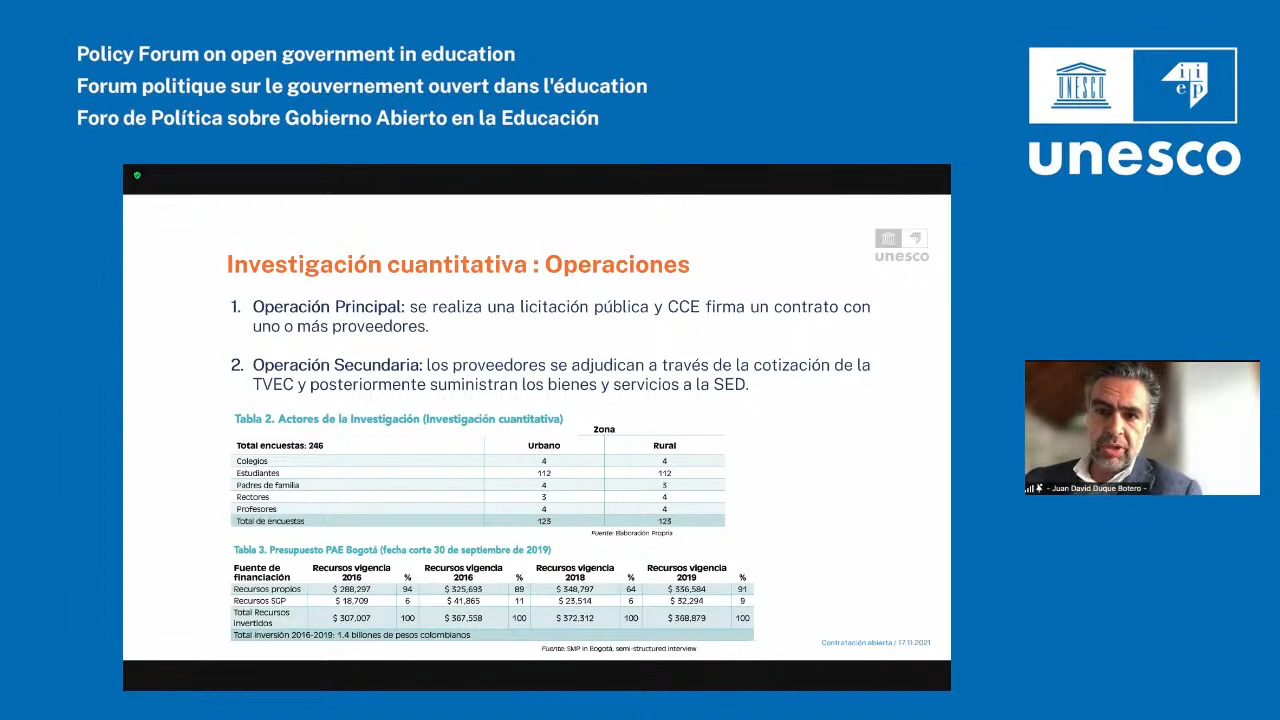 Policy Forum on open government in education
Forum politique sur le gouvernement ouvert dans l'éducation
Foro de Política sobre Gobierno Abierto en la Educación
UNESCO
i i
e p
unesco
unesco
Investigación cuantitativa : Operaciones
1. Operación Principal: se realiza una licitación pública y CCE firma un contrato con
uno o más proveedores.
2. Operación Secundaria: los proveedores se adjudican a través de la cotización de la
TVEC y posteriormente suministran los bienes y servicios a la SED.
Tabla 2. Actores de la Investigación (Investigación cuantitativa)
Zona
Total encuestas: 246 Urbano Rural
Colegios 4 4
Estudiantes 112 112
Padres de familia 4 3
Rectores 3 4
Profesores 4 4
Total de encuestas 123 123
Fuente: Elaboración Propria
Tabla 3. Presupuesto PAE Bogotá (fecha corte 30 de septiembre de 2019)
Fuente de Recursos vigencia Recursos vigencia Recursos vigencia Recursos vigencia
financiación 2016 % 2016 % 2018 % 2019 %
Recursos propios $ 288,297 94 $ 325,693 89 $ 348,797 64 $ 336,584 91
Recursos SGP $ 18,709 6 $ 41,865 11 $ 23,514 6 $ 32,294 9
Total Recursos
invertidos $ 307,007 100 $ 367,558 100 $ 372,312 100 $ 368,879 100
Total inversión 2016-2019: 1.4 billones de pesos colombianos
Fuente: SMP in Bogotá, semi-structured interview
Contratación abierta / 17.11.2021
- Juan David Duque Botero -